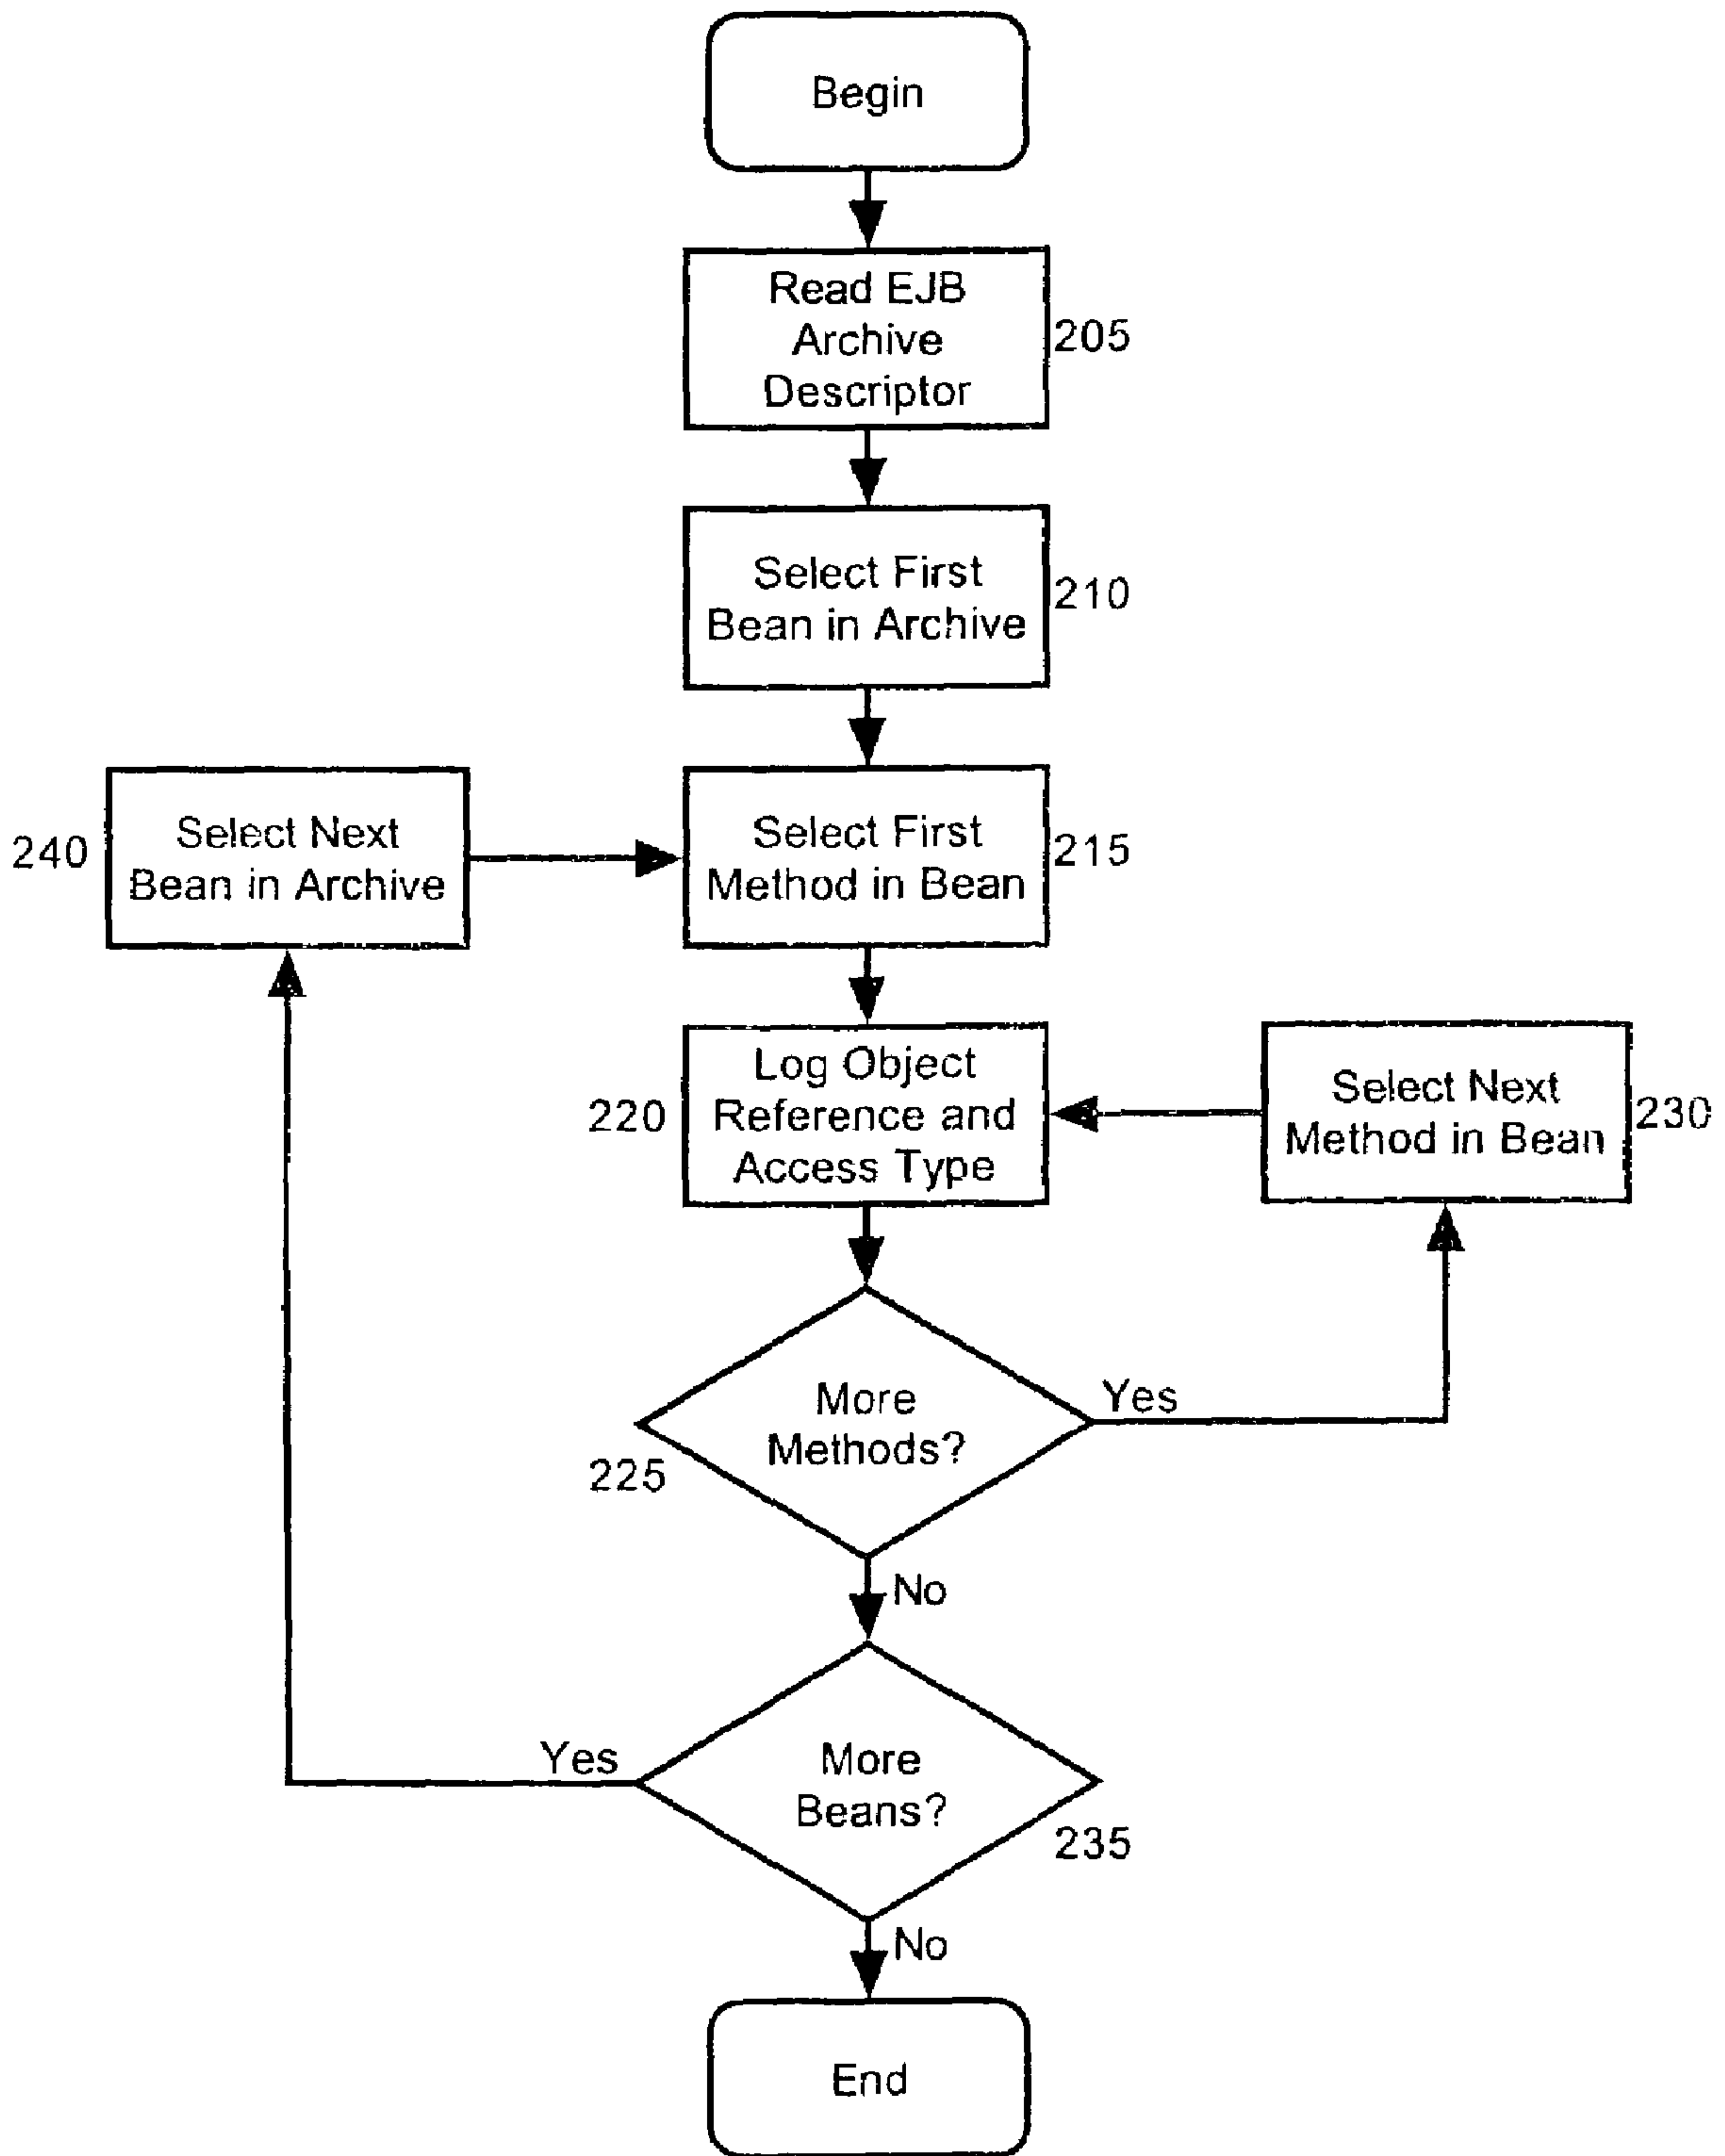 Begin
Read EJB
Archive
Descriptor
205
Select First
Bean in Archive
210
240
Select Next
Bean in Archive
Select First
Method in Bean
215
220
Log Object
Reference and
Access Type
Select Next
Method in Bean
230
More
Methods?
Yes
225
No
Yes
More
Beans?
235
No
End